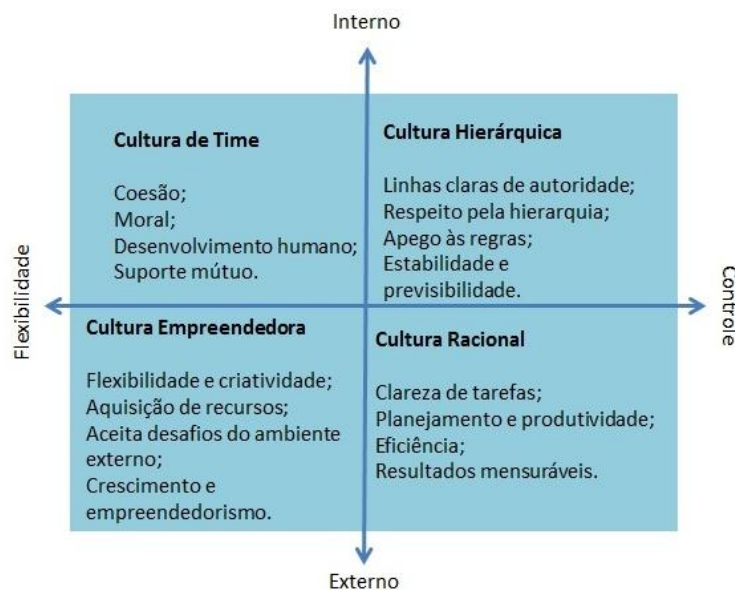 Interno
Cultura de Time
Coesão;
Moral;
Desenvolvimento humano;
Suporte mútuo.
Cultura Hierárquica
Linhas claras de autoridade;
Respeito pela hierarquia;
Apego às regras;
Estabilidade e
previsibilidade.
Flexibilidade
Controle
Cultura Empreendedora
Flexibilidade e criatividade;
Aquisição de recursos;
Aceita desafios do ambiente
externo;
Crescimento e
empreendedorismo.
Cultura Racional
Clareza de tarefas;
Planejamento e produtividade;
Eficiência;
Resultados mensuráveis.
Externo